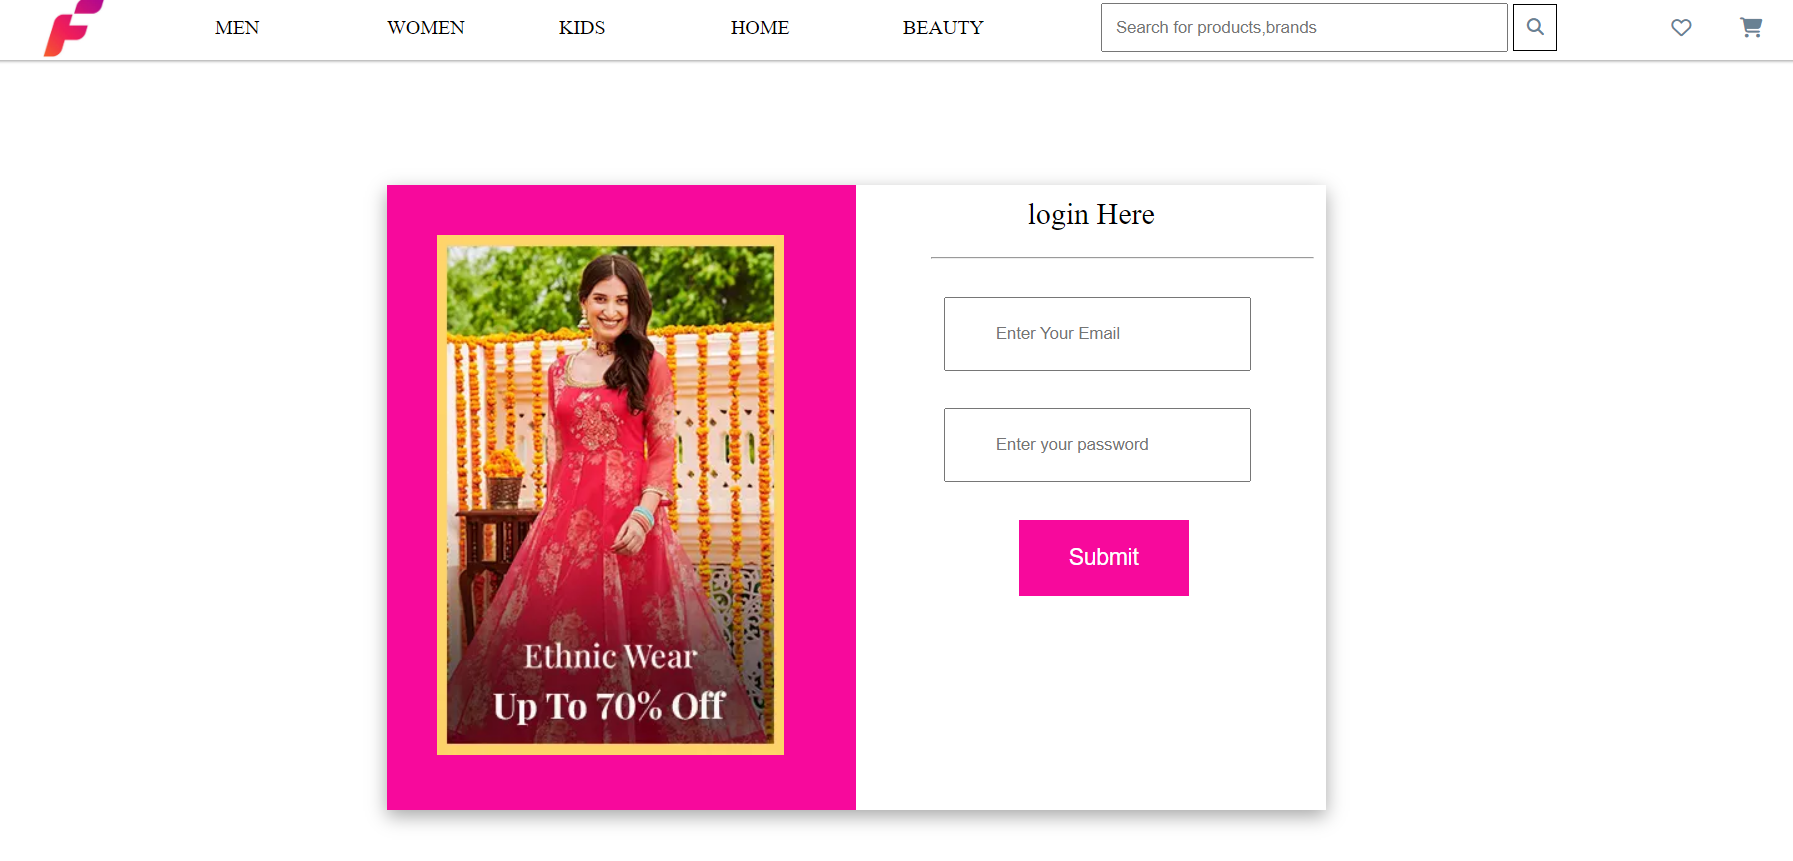 MEN WOMEN KIDS HOME BEAUTY Search for products,brands
login Here
Enter Your Email
Enter your password
Submit
Ethnic Wear
Up To 70% Off